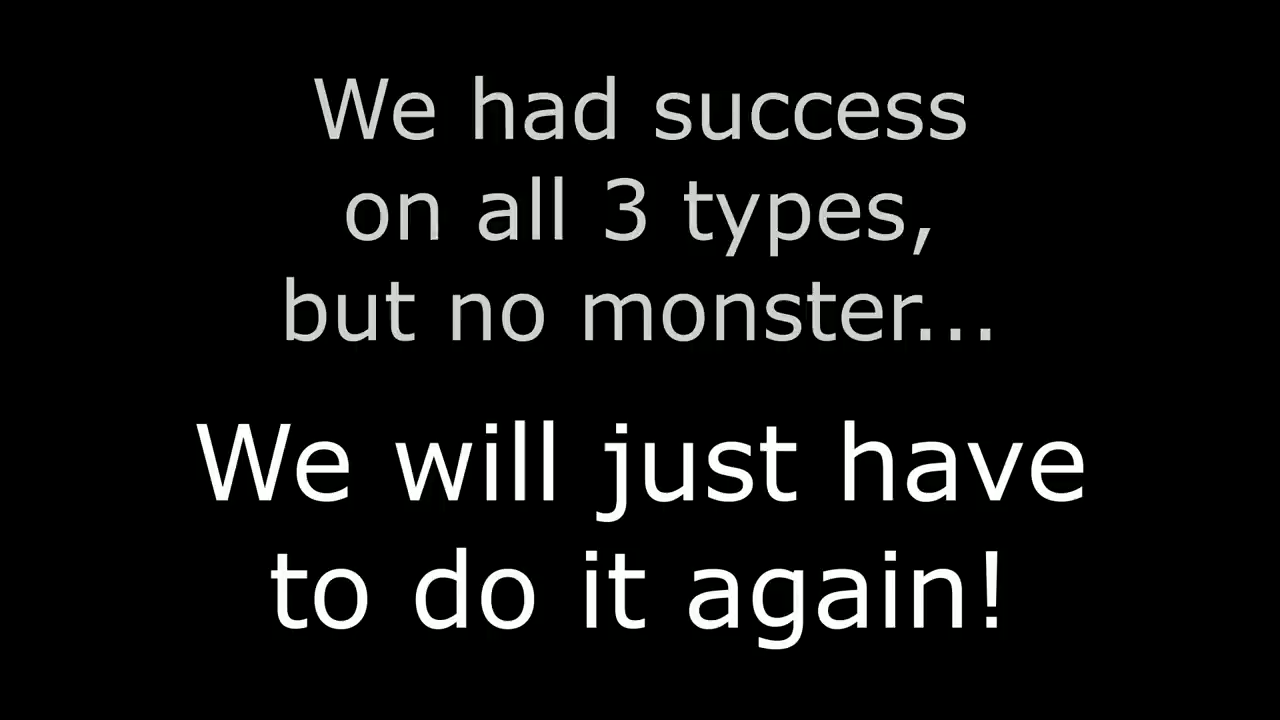 We had success
on all 3 types,
but no monster...
We will just have
to do it again!